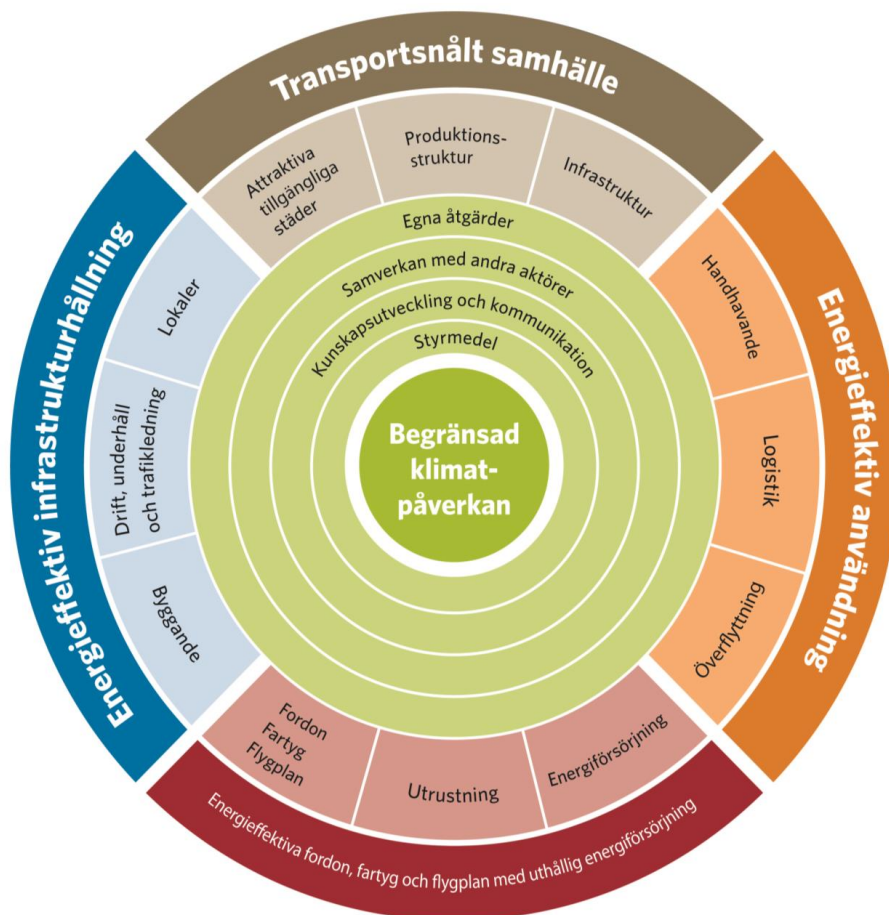 Transportsnålt samhälle
Attraktiva
tillgängliga
städer
Produktions-
struktur
Infrastruktur
Energieffektiv användning
Handhavande
Logistik
Överflyttning
Energieffektiv infrastrukturhållning
Lokaler
Drift, underhåll
och trafikledning
Byggande
Egna åtgärder
Samverkan med andra aktörer
Kunskapsutveckling och kommunikation
Styrmedel
Begränsad
klimat-
påverkan
Fordon
Fartyg
Flygplan
Utrustning
Energiförsörjning
Energieffektiva fordon, fartyg och flygplan med uthållig energiförsörjning